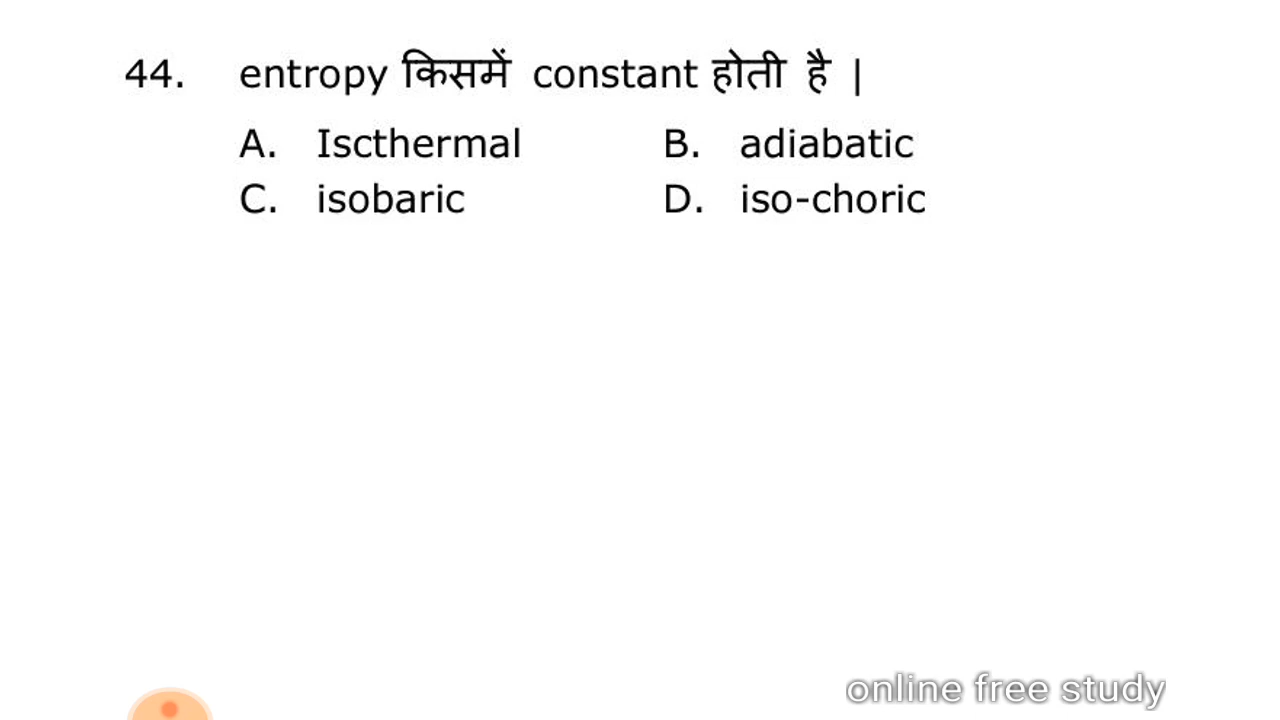 44. entropy किसमें constant होती है |
A. Iscthermal B. adiabatic
C. isobaric D. iso-choric
online free study